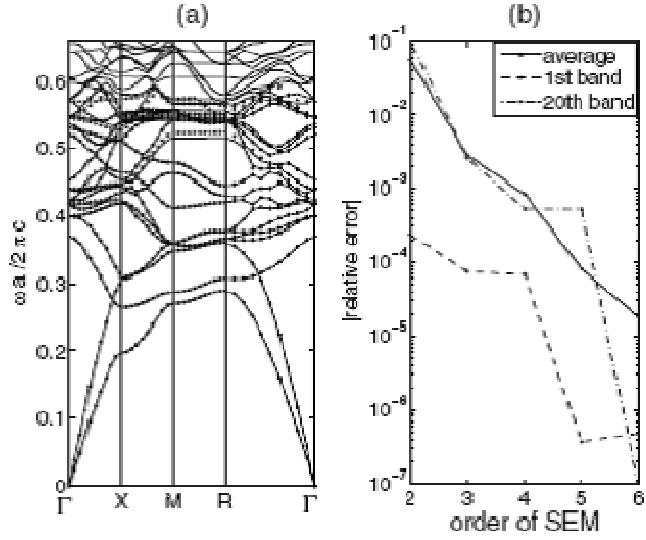 (a)
ωa/2πc
0.6
0.5
0.4
0.3
0.2
0.1
0
Γ
X
M
R
Γ
(b)
|relative error|
10^-1
10^-2
10^-3
10^-4
10^-5
10^-6
10^-7
average
1st band
20th band
2
3
4
5
6
order of SEM